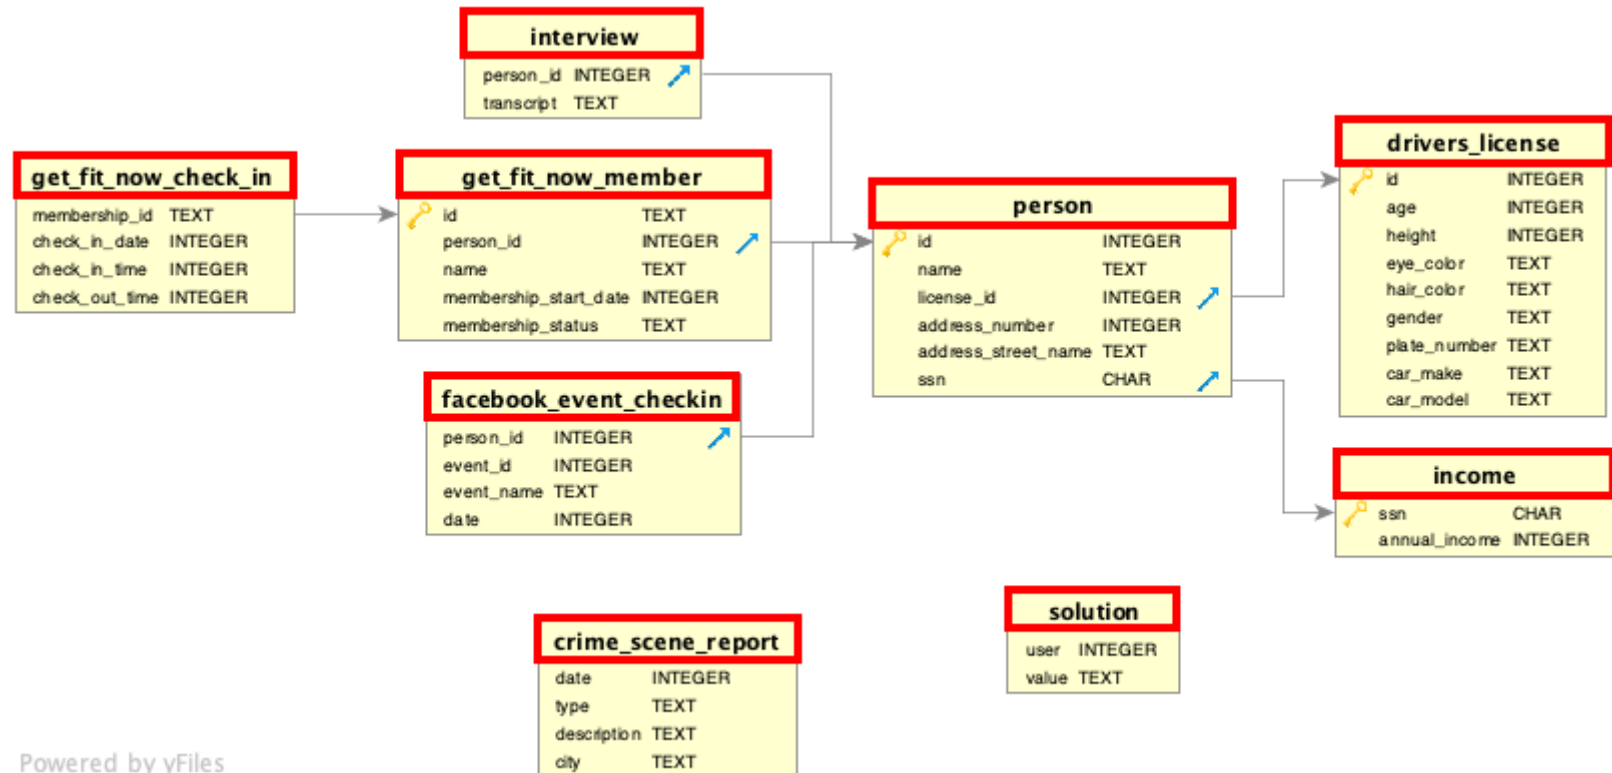 interview
person_id INTEGER
transcript TEXT
get_fit_now_check_in
membership_id TEXT
check_in_date INTEGER
check_in_time INTEGER
check_out_time INTEGER
get_fit_now_member
id TEXT
person_id INTEGER
name TEXT
membership_start_date INTEGER
membership_status TEXT
facebook_event_checkin
person_id INTEGER
event_id INTEGER
event_name TEXT
date INTEGER
person
id INTEGER
name TEXT
license_id INTEGER
address_number INTEGER
address_street_name TEXT
ssn CHAR
drivers_license
id INTEGER
age INTEGER
height INTEGER
eye_color TEXT
hair_color TEXT
gender TEXT
plate_number TEXT
car_make TEXT
car_model TEXT
income
ssn CHAR
annual_income INTEGER
solution
user INTEGER
value TEXT
crime_scene_report
date INTEGER
type TEXT
description TEXT
city TEXT
Powered by yFiles